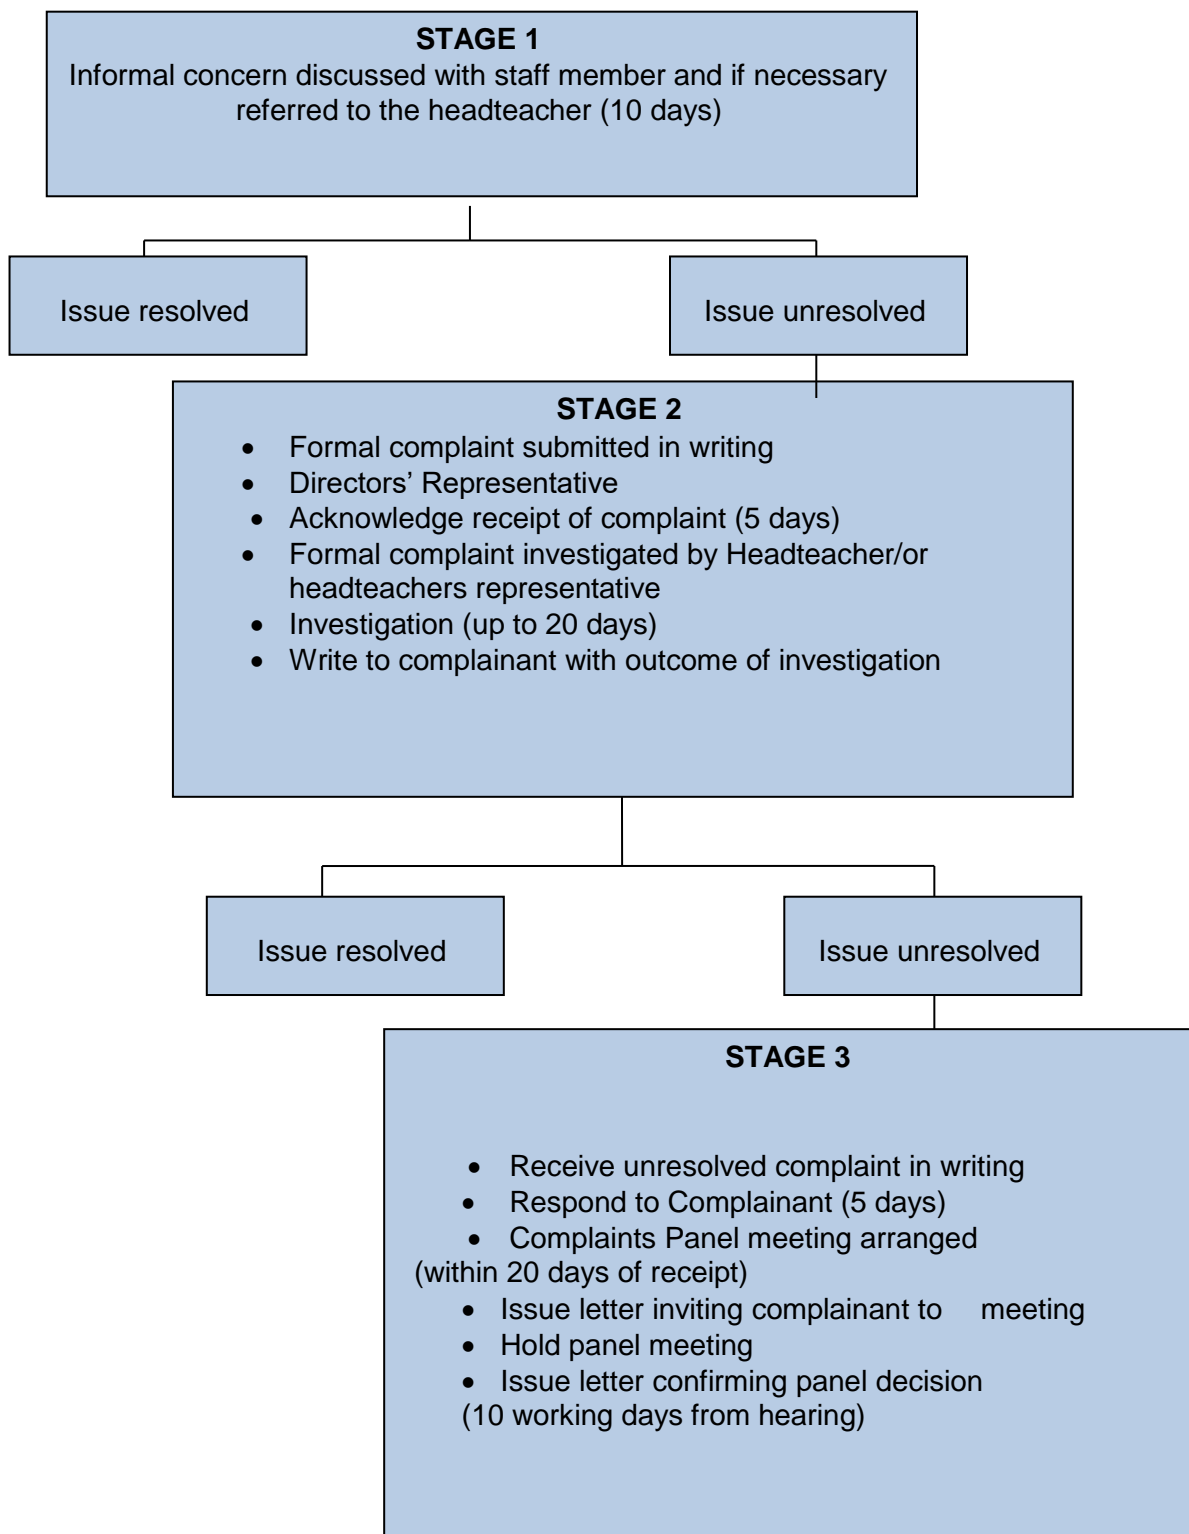 STAGE 1
Informal concern discussed with staff member and if necessary
referred to the headteacher (10 days)
Issue resolved
Issue unresolved
STAGE 2
• Formal complaint submitted in writing
• Directors’ Representative
• Acknowledge receipt of complaint (5 days)
• Formal complaint investigated by Headteacher/or
headteachers representative
• Investigation (up to 20 days)
• Write to complainant with outcome of investigation
Issue resolved
Issue unresolved
STAGE 3
• Receive unresolved complaint in writing
• Respond to Complainant (5 days)
• Complaints Panel meeting arranged
(within 20 days of receipt)
• Issue letter inviting complainant to meeting
• Hold panel meeting
• Issue letter confirming panel decision
(10 working days from hearing)